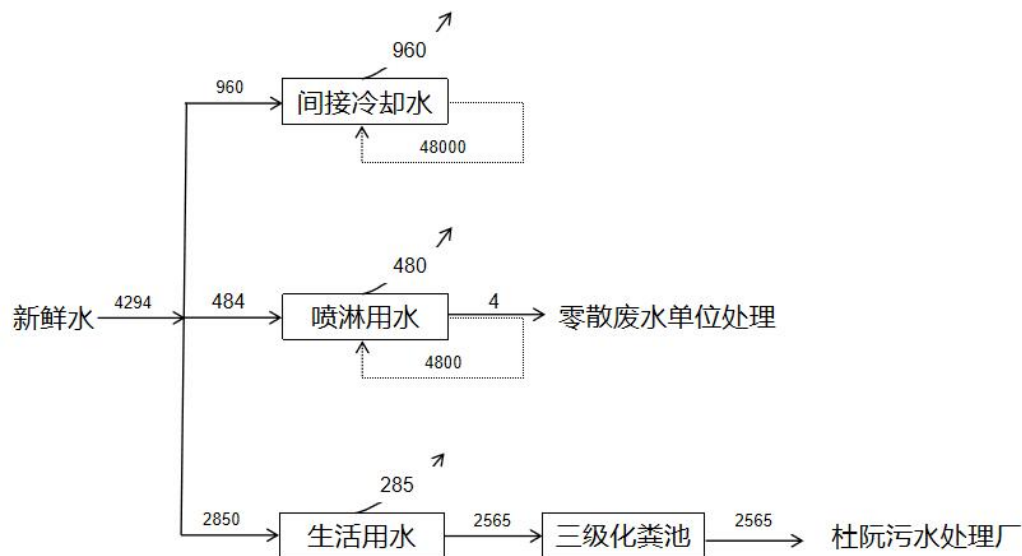 960
960
间接冷却水
48000
480
新鲜水
4294
484
喷淋用水
4
零散废水单位处理
4800
285
2850
生活用水
2565
三级化粪池
2565
杜阮污水处理厂